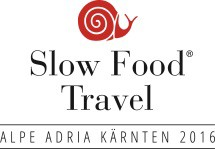 Slow Food®
Travel
ALPE ADRIA KÄRNTEN 2016